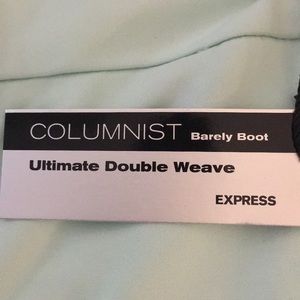 COLUMNIST Barely Boot
Ultimate Double Weave
EXPRESS